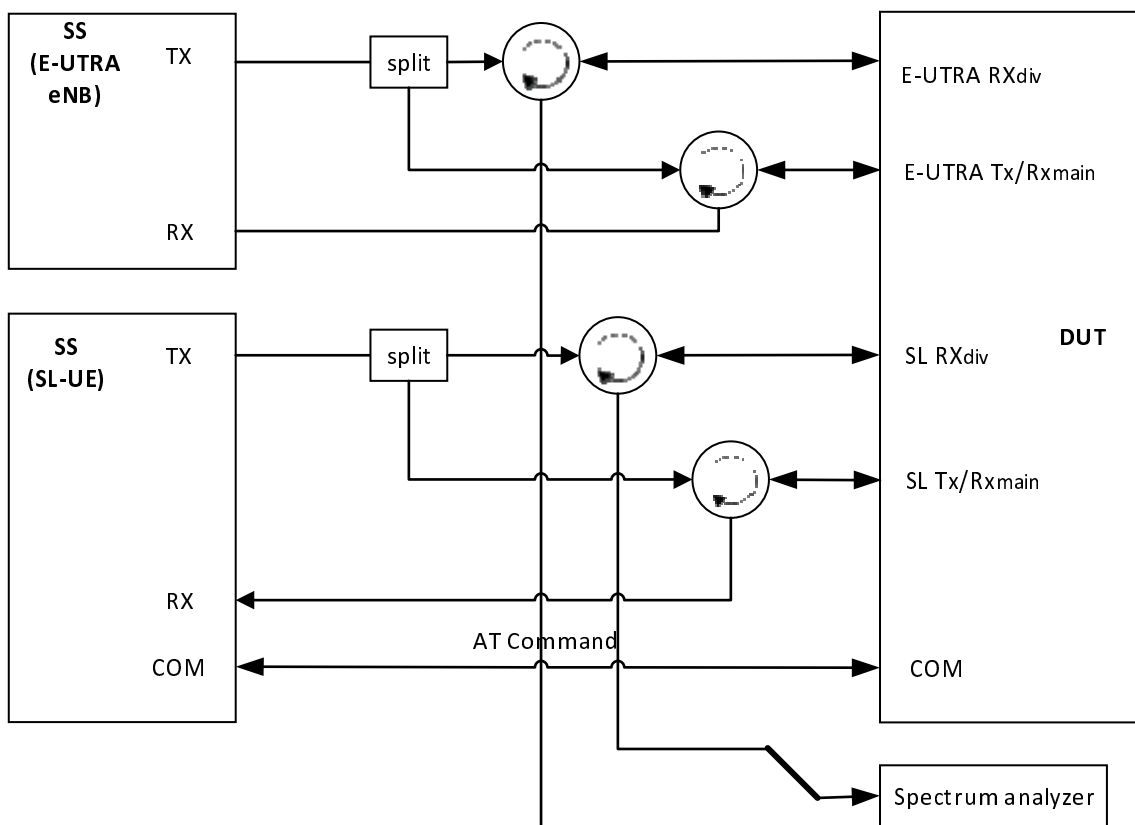 SS
(E-UTRA
eNB)
TX
split
RX
E-UTRA RXdiv
E-UTRA Tx/Rxmain
SS
(SL-UE)
TX
split
RX
COM
AT Command
SL RXdiv
DUT
SL Tx/Rxmain
COM
Spectrum analyzer